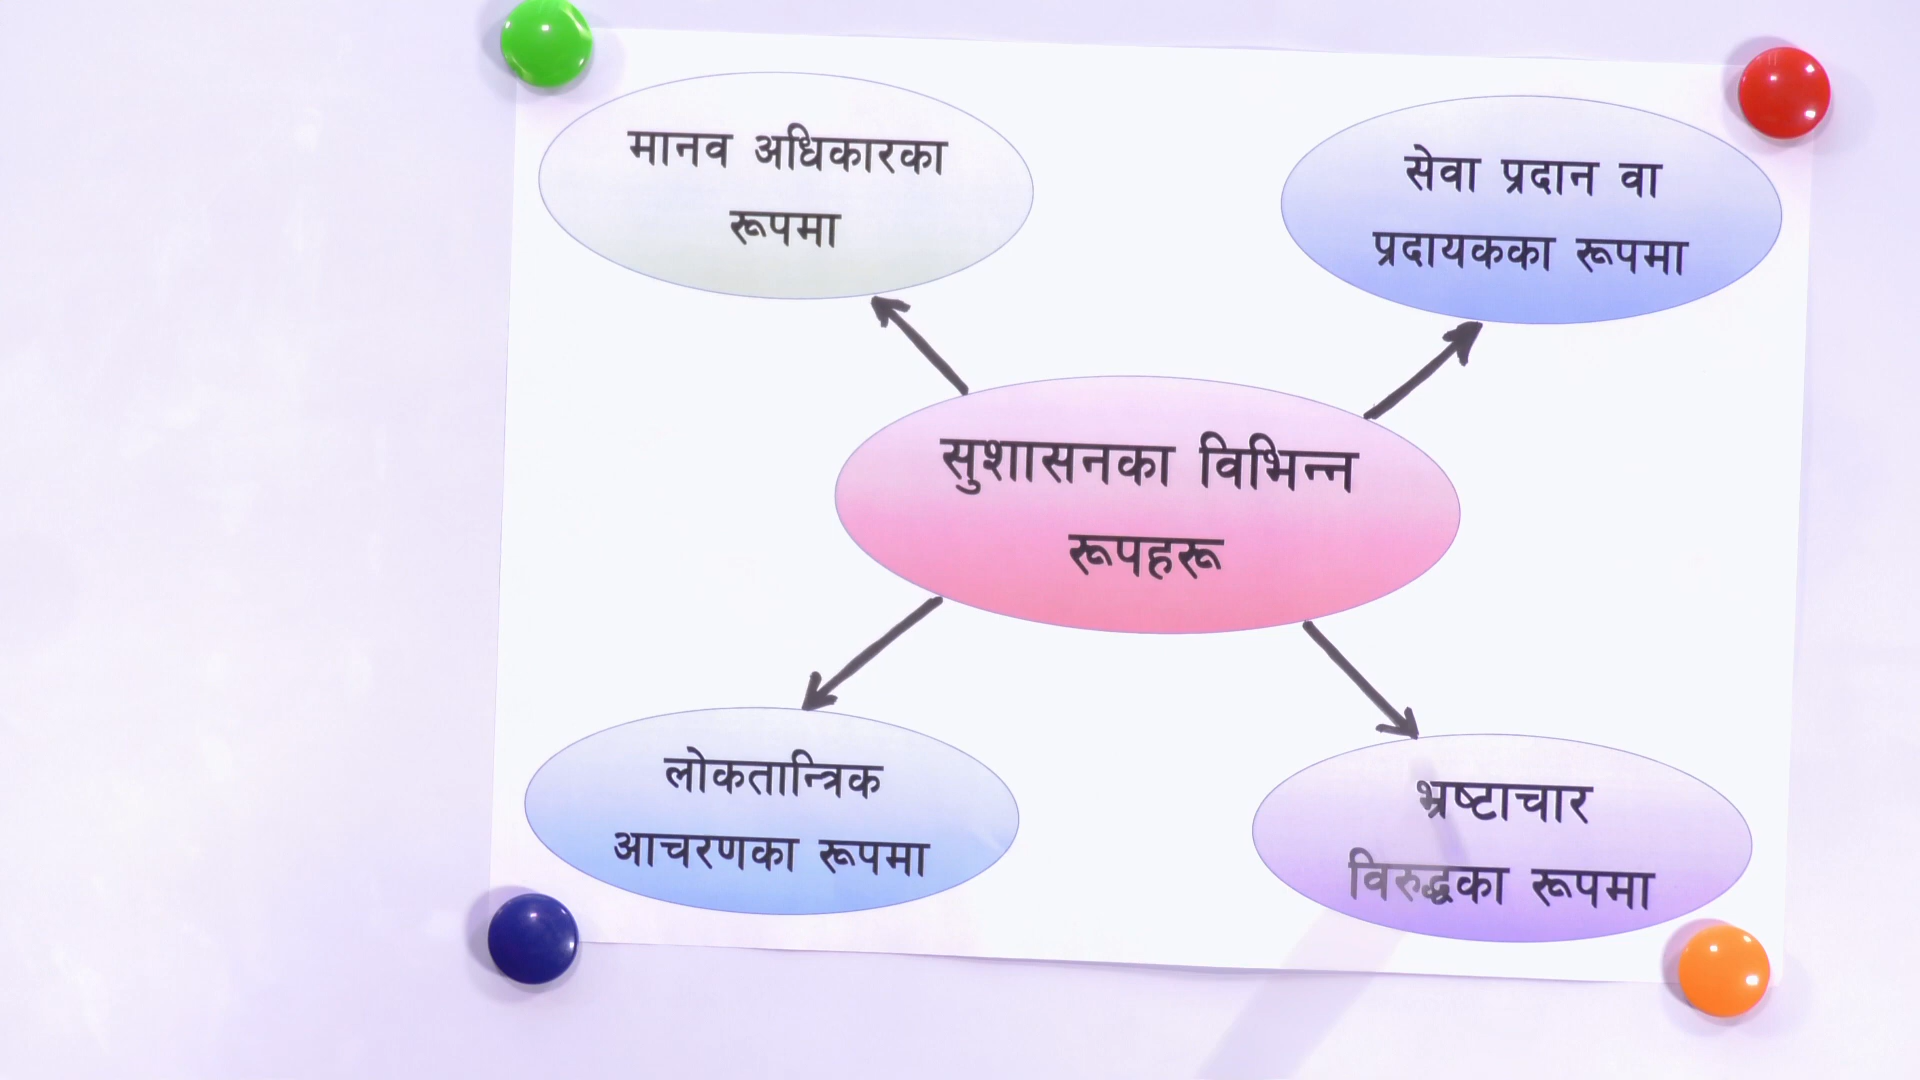 मानव अधिकारका
रूपमा
सेवा प्रदान वा
प्रदायकका रूपमा
सुशासनका विभिन्न
रूपहरू
लोकतान्त्रिक
आचरणका रूपमा
भ्रष्टाचार
विरुद्धका रूपमा